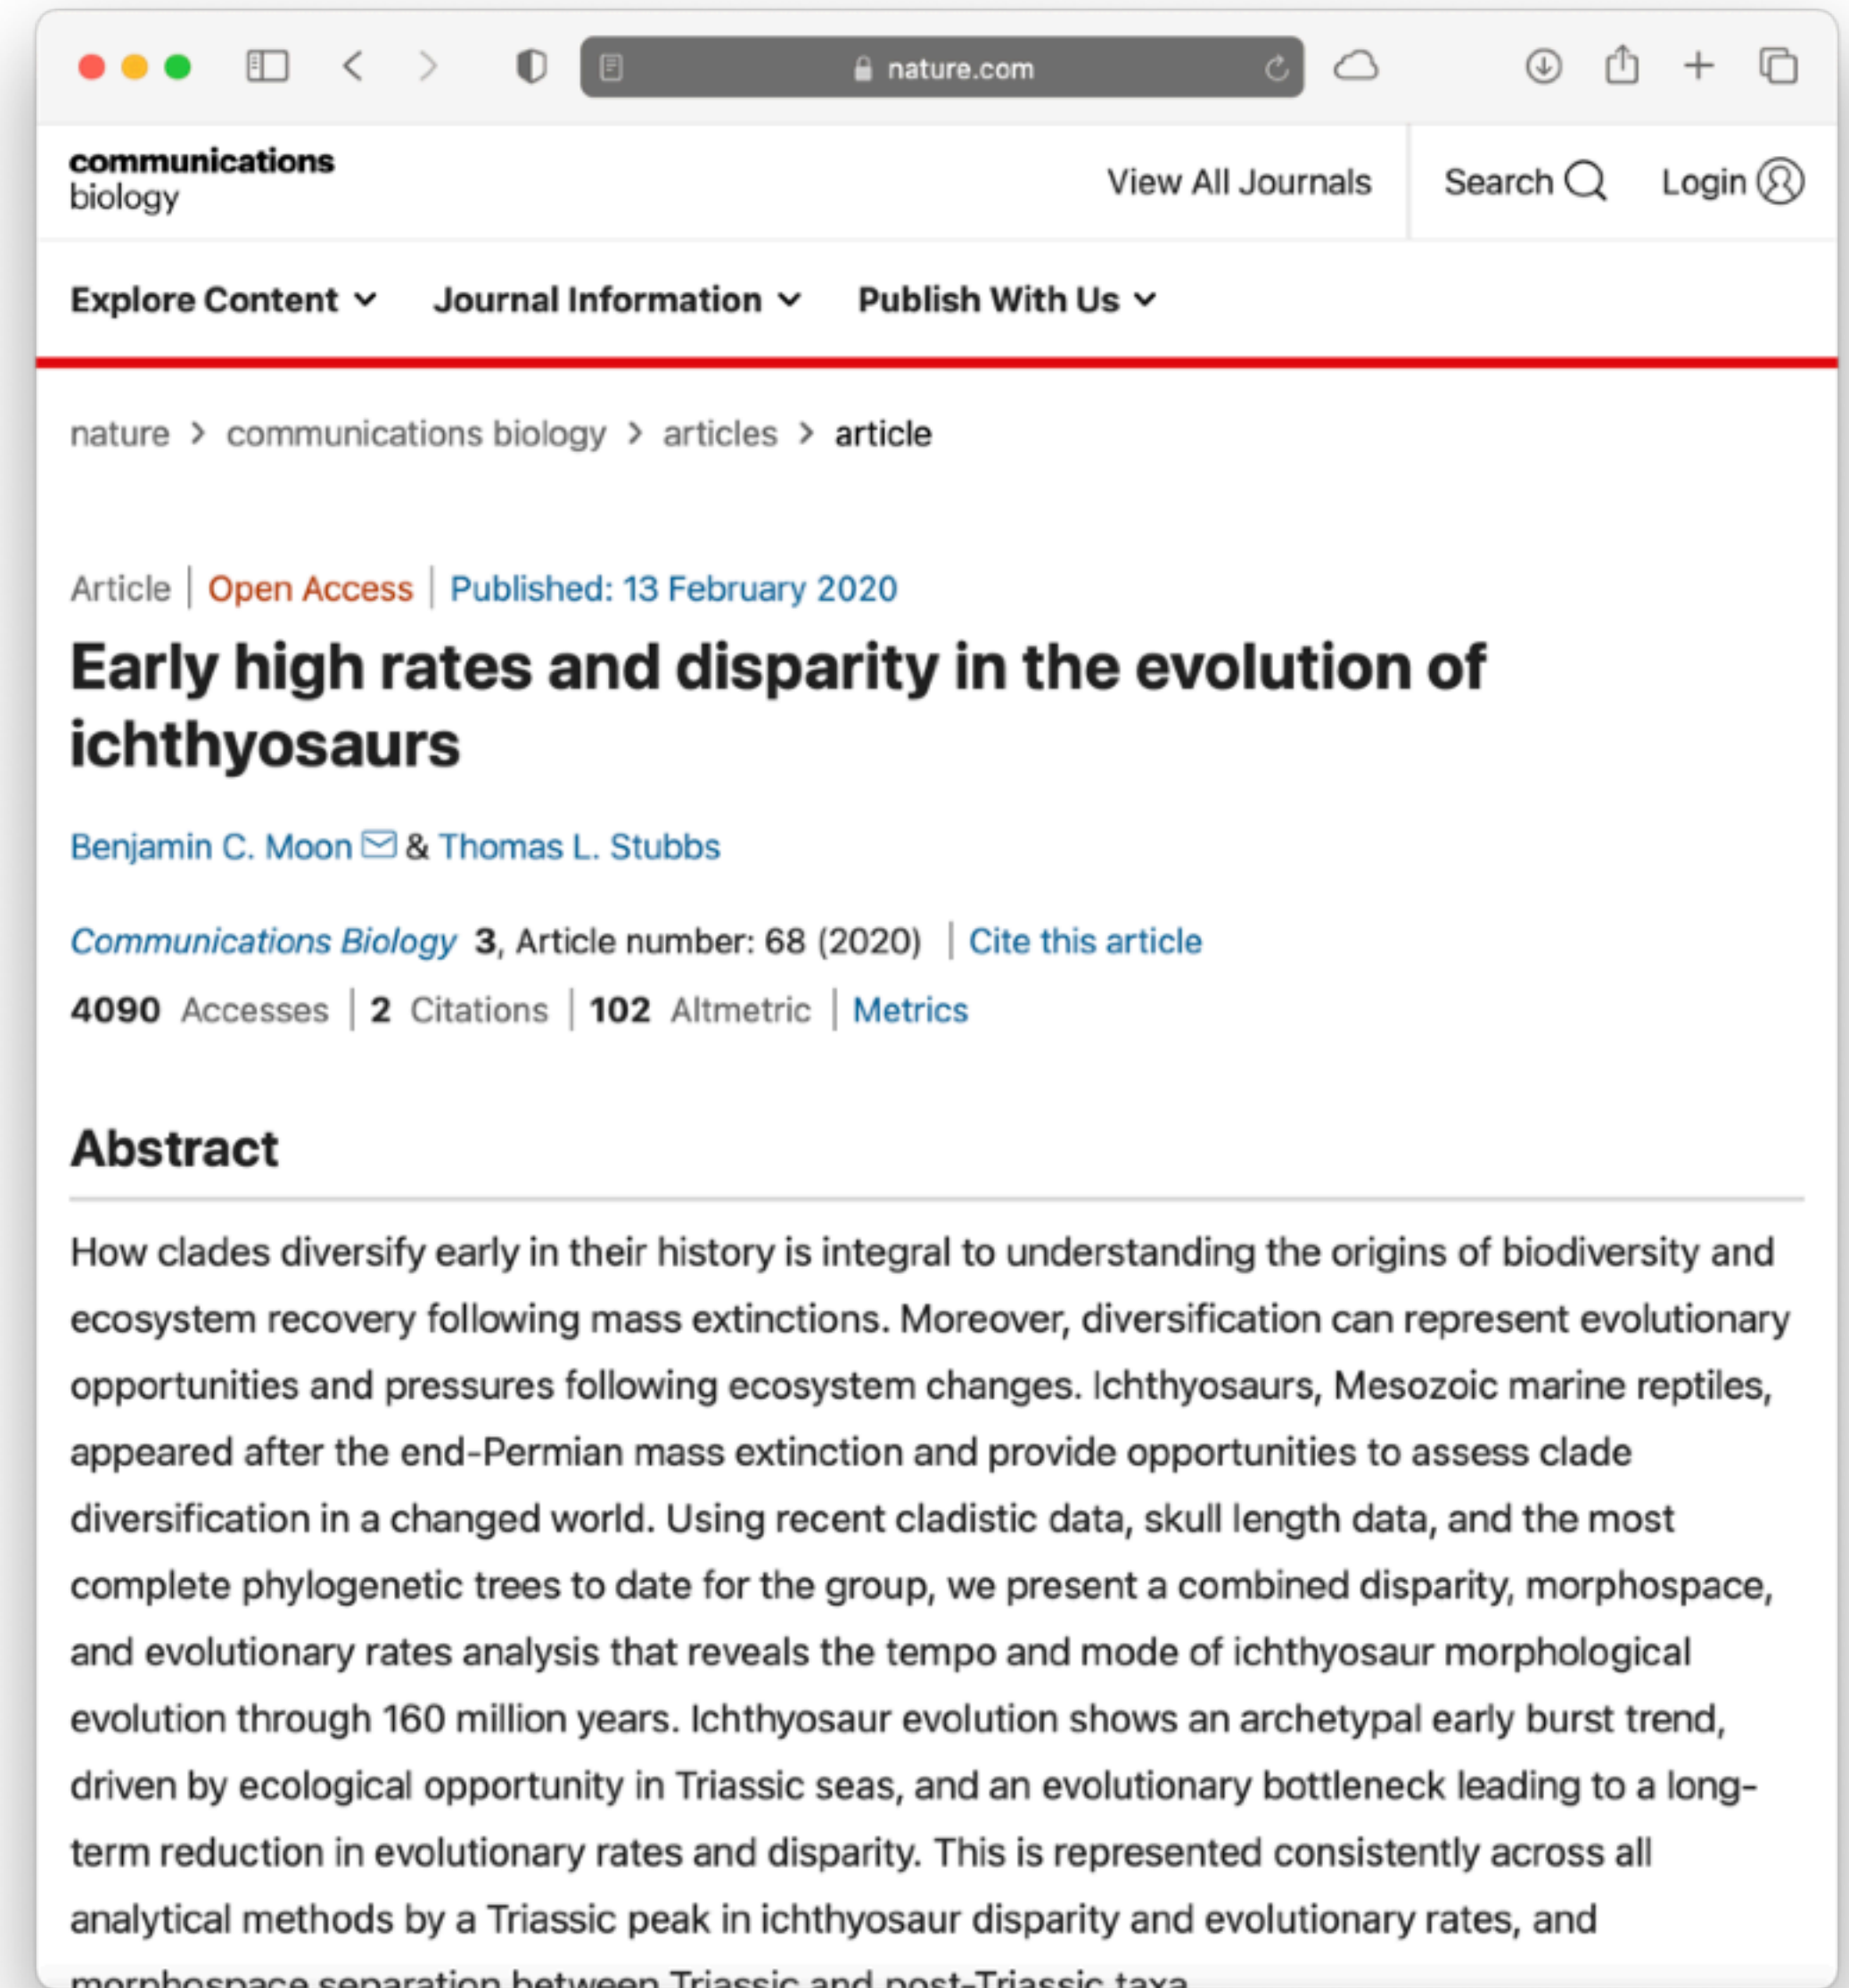 nature.com
communications
biology
View All Journals
Search
Login
Explore Content
Journal Information
Publish With Us
nature > communications biology > articles > article
Article | Open Access | Published: 13 February 2020
Early high rates and disparity in the evolution of
ichthyosaurs
Benjamin C. Moon & Thomas L. Stubbs
Communications Biology 3, Article number: 68 (2020) | Cite this article
4090 Accesses | 2 Citations | 102 Altmetric | Metrics
Abstract
How clades diversify early in their history is integral to understanding the origins of biodiversity and
ecosystem recovery following mass extinctions. Moreover, diversification can represent evolutionary
opportunities and pressures following ecosystem changes. Ichthyosaurs, Mesozoic marine reptiles,
appeared after the end-Permian mass extinction and provide opportunities to assess clade
diversification in a changed world. Using recent cladistic data, skull length data, and the most
complete phylogenetic trees to date for the group, we present a combined disparity, morphospace,
and evolutionary rates analysis that reveals the tempo and mode of ichthyosaur morphological
evolution through 160 million years. Ichthyosaur evolution shows an archetypal early burst trend,
driven by ecological opportunity in Triassic seas, and an evolutionary bottleneck leading to a long-
term reduction in evolutionary rates and disparity. This is represented consistently across all
analytical methods by a Triassic peak in ichthyosaur disparity and evolutionary rates, and
morphospace separation between Triassic and post-Triassic taxa